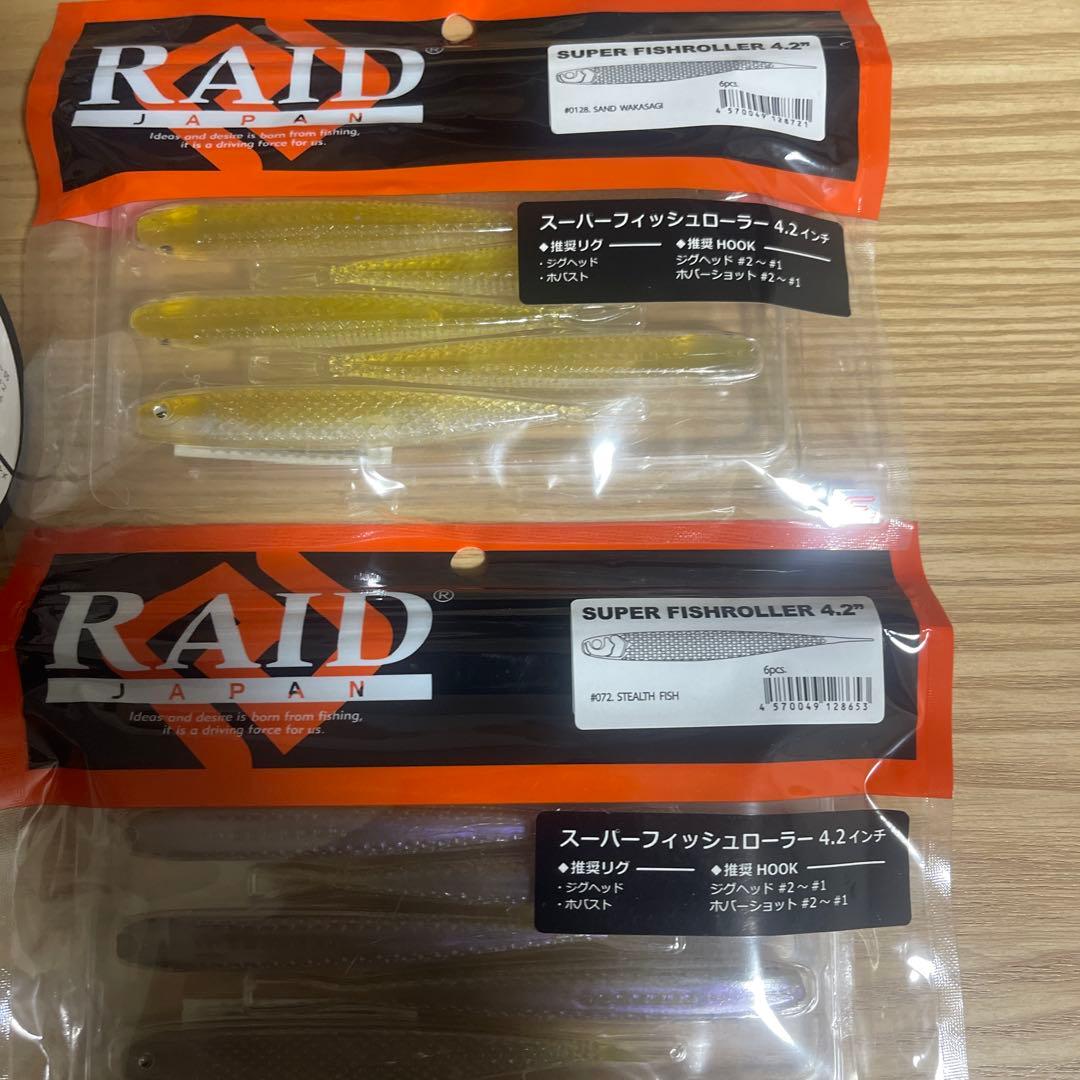 RAID®
JAPAN
Ideas and desire is born from fishing,
it is a driving force for us.
SUPER FISHROLLER 4.2"
6pcs.
#0128. SAND WAKASAGI
4 570049 128721
スーパーフィッシュローラー 4.2インチ
◆推奨リグ ◆推奨 HOOK
・ジグヘッド ジグヘッド #2～#1
・ホバスト ホバーショット #2～#1
RAID®
JAPAN
Ideas and desire is born from fishing,
it is a driving force for us.
SUPER FISHROLLER 4.2"
6pcs.
#072. STEALTH FISH
4 570049 128653
スーパーフィッシュローラー 4.2インチ
◆推奨リグ ◆推奨 HOOK
・ジグヘッド ジグヘッド #2～#1
・ホバスト ホバーショット #2～#1